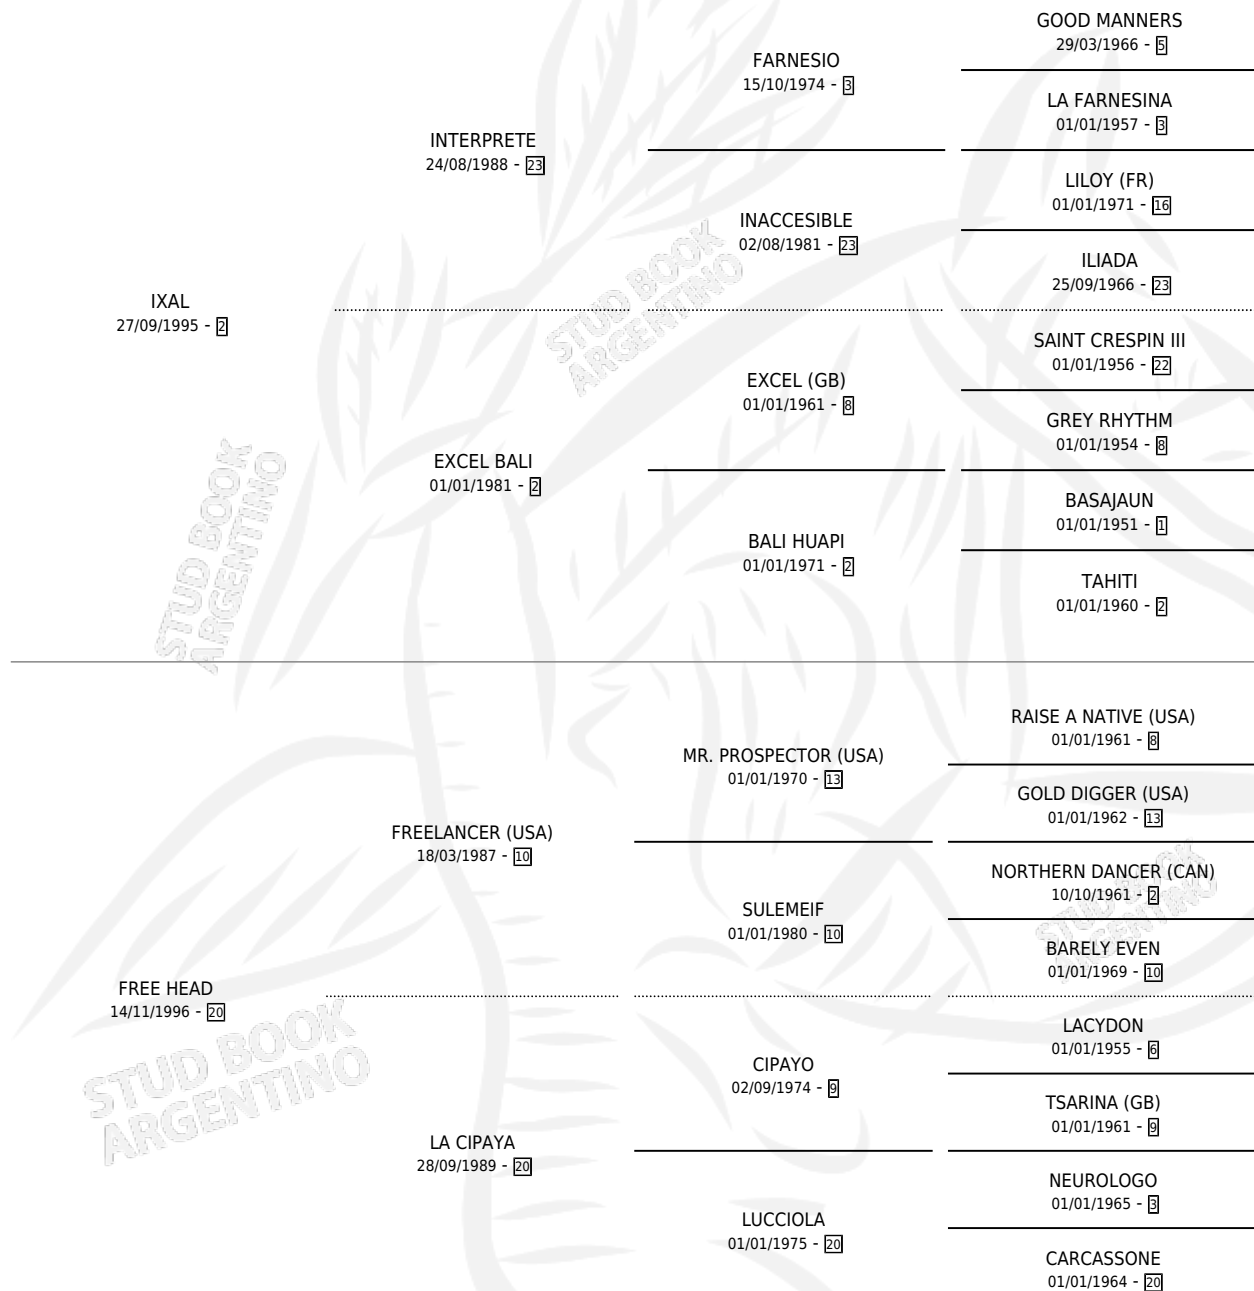 GOOD MANNERS
29/03/1966 - 5
FARNESIO
15/10/1974 - 3
LA FARNESINA
01/01/1957 - 3
INTERPRETE
24/08/1988 - 23
LILOY (FR)
01/01/1971 - 16
INACCESIBLE
02/08/1981 - 23
ILIADA
25/09/1966 - 23
IXAL
27/09/1995 - 2
STUD BOOK
ARGENTINO
SAINT CRESPIN III
01/01/1956 - 22
EXCEL (GB)
01/01/1961 - 8
GREY RHYTHM
01/01/1954 - 8
EXCEL BALI
01/01/1981 - 2
BASAJAUN
01/01/1951 - 1
BALI HUAPI
01/01/1971 - 2
TAHITI
01/01/1960 - 2
STUD BOOK
ARGENTINO
RAISE A NATIVE (USA)
01/01/1961 - 8
MR. PROSPECTOR (USA)
01/01/1970 - 13
GOLD DIGGER (USA)
01/01/1962 - 13
FREELANCER (USA)
18/03/1987 - 10
NORTHERN DANCER (CAN)
10/10/1961 - 2
STUD BOOK
ARGENTINO
SULEMEIF
01/01/1980 - 10
BARELY EVEN
01/01/1969 - 10
FREE HEAD
14/11/1996 - 20
STUD BOOK
ARGENTINO
LACYDON
01/01/1955 - 6
CIPAYO
02/09/1974 - 9
TSARINA (GB)
01/01/1961 - 9
LA CIPAYA
28/09/1989 - 20
NEUROLOGO
01/01/1965 - 3
LUCCIOLA
01/01/1975 - 20
CARCASSONE
01/01/1964 - 20